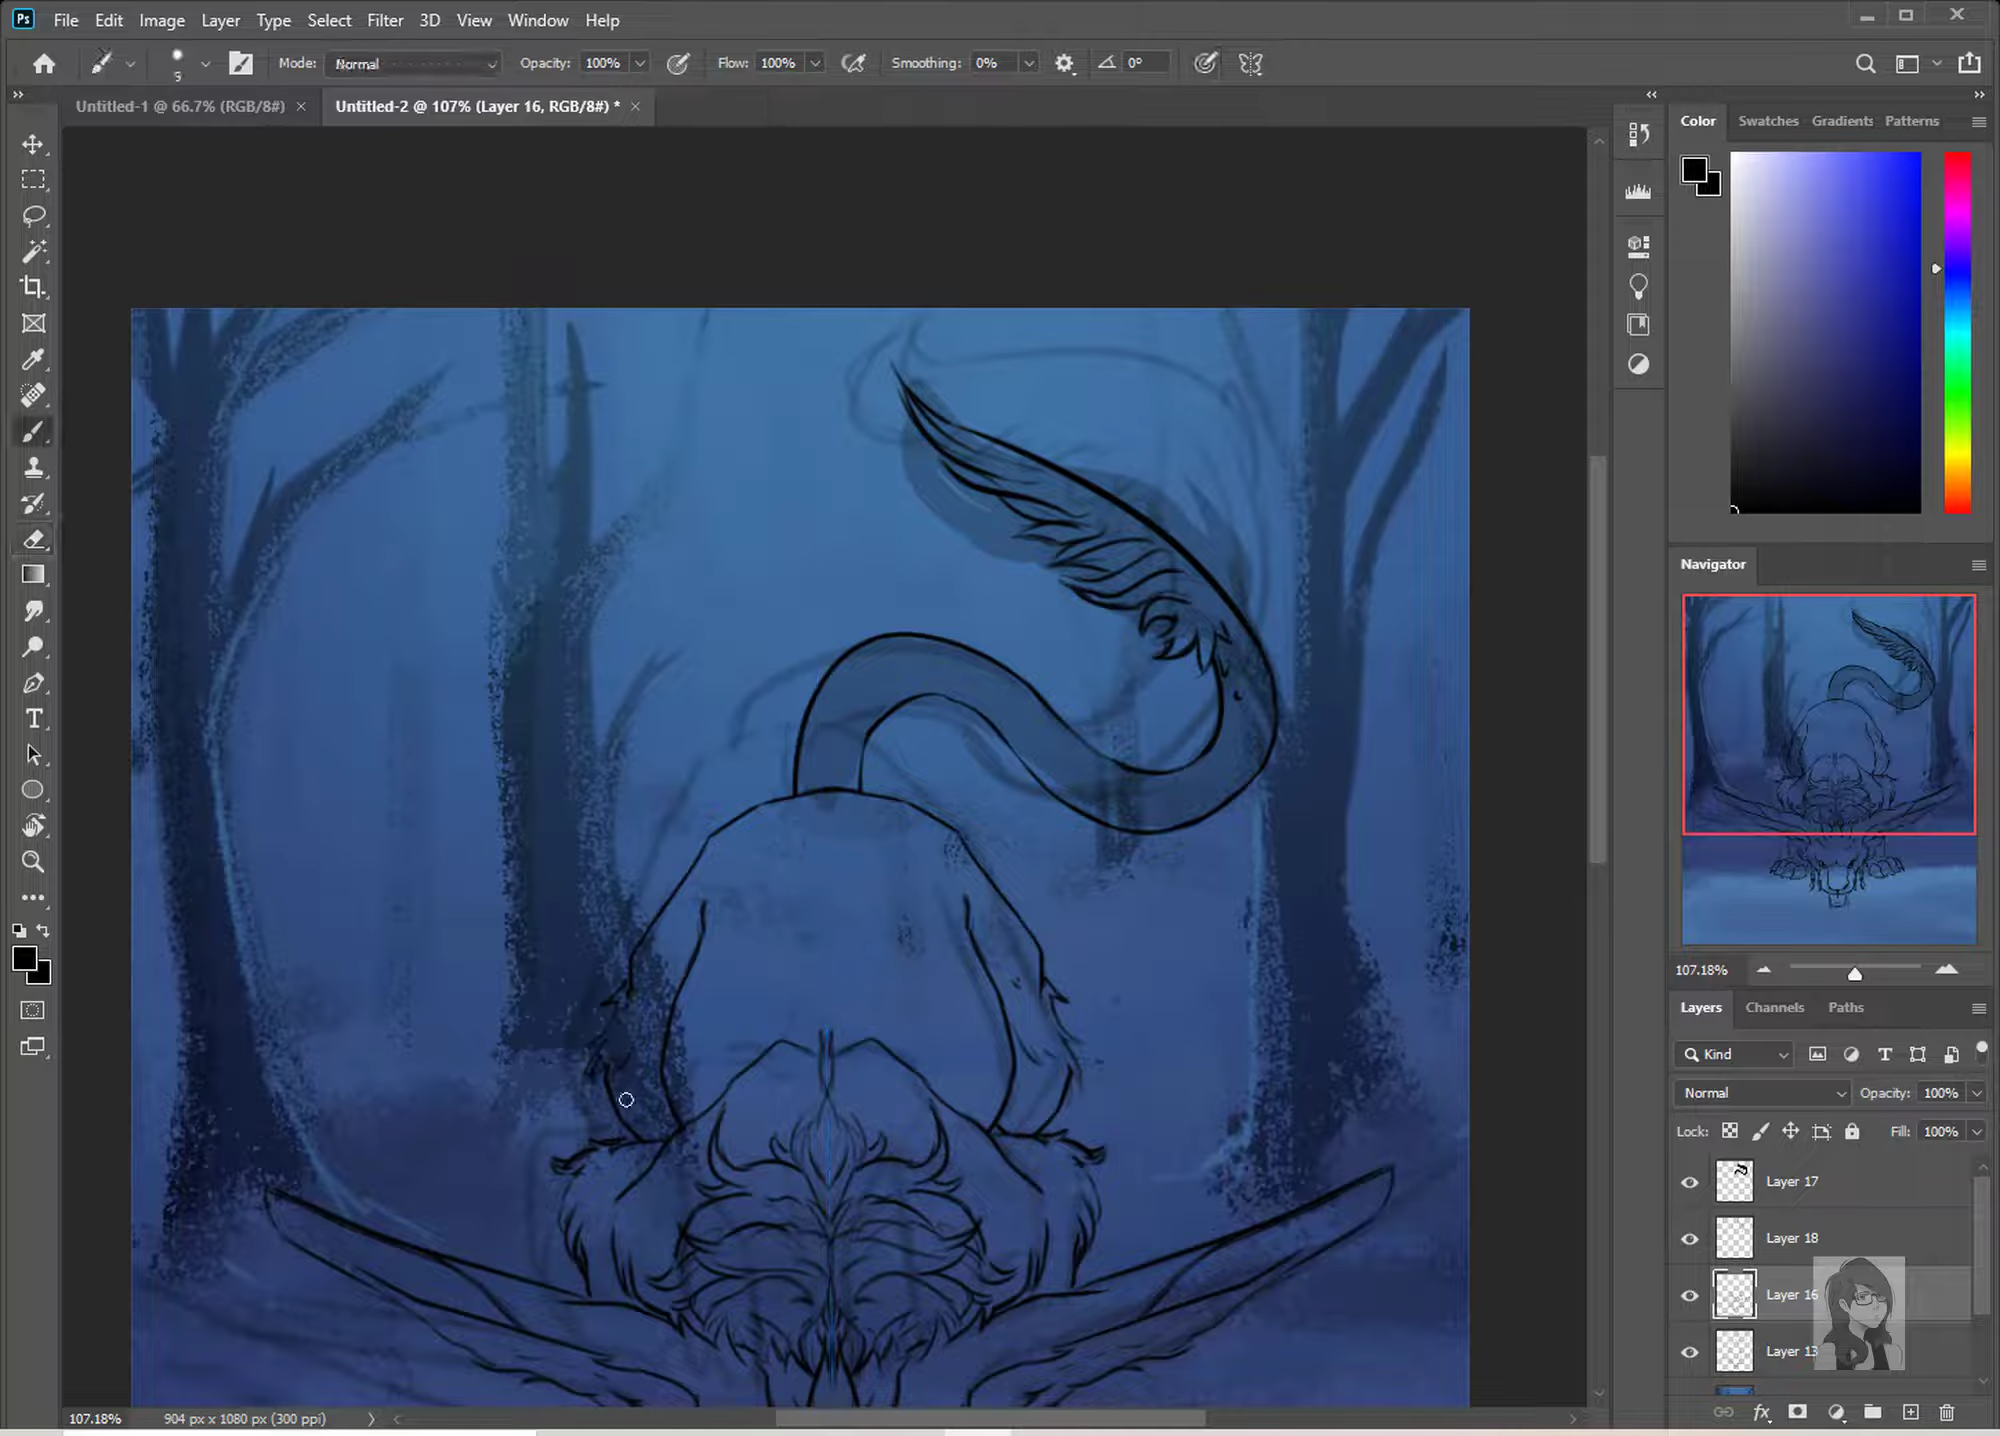 Ps File Edit Image Layer Type Select Filter 3D View Window Help
5 Mode: Normal Opacity: 100% Flow: 100% Smoothing: 0% 0°
Untitled-1 @ 66.7% (RGB/8#) × Untitled-2 @ 107% (Layer 16, RGB/8#) * ×
Color Swatches Gradients Patterns
Navigator
107.18%
Layers Channels Paths
Kind
Normal Opacity: 100%
Lock: Fill: 100%
Layer 17
Layer 18
Layer 16
Layer 13
fx
107.18% 904 px x 1080 px (300 ppi)